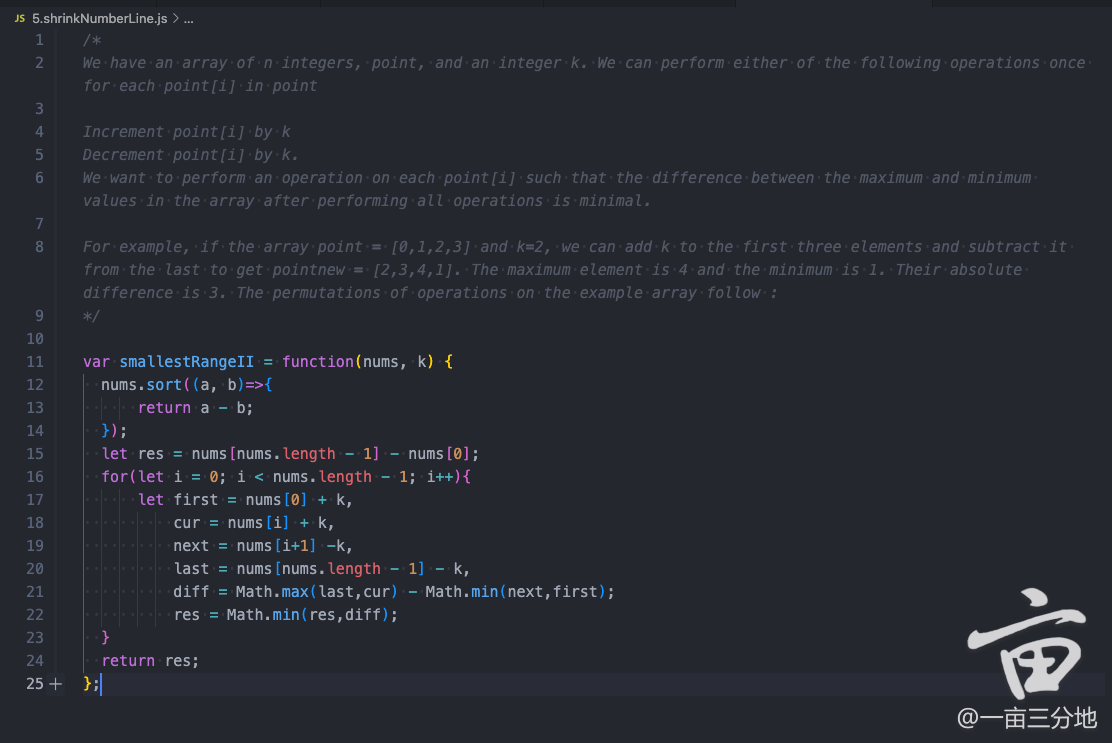 JS 5.shrinkNumberLine.js > ...
1 /*
2 We have an array of n integers, point, and an integer k. We can perform either of the following operations once
for each point[i] in point
3
4 Increment point[i] by k
5 Decrement point[i] by k.
6 We want to perform an operation on each point[i] such that the difference between the maximum and minimum
values in the array after performing all operations is minimal.
7
8 For example, if the array point = [0,1,2,3] and k=2, we can add k to the first three elements and subtract it
from the last to get pointnew = [2,3,4,1]. The maximum element is 4 and the minimum is 1. Their absolute
difference is 3. The permutations of operations on the example array follow :
9 */
10
11 var smallestRangeII = function(nums, k) {
12 nums.sort((a, b)=>{
13 return a - b;
14 });
15 let res = nums[nums.length - 1] - nums[0];
16 for(let i = 0; i < nums.length - 1; i++){
17 let first = nums[0] + k,
18 cur = nums[i] + k,
19 next = nums[i+1] -k,
20 last = nums[nums.length - 1] - k,
21 diff = Math.max(last,cur) - Math.min(next,first);
22 res = Math.min(res,diff);
23 }
24 return res;
25 };
亩
@一亩三分地